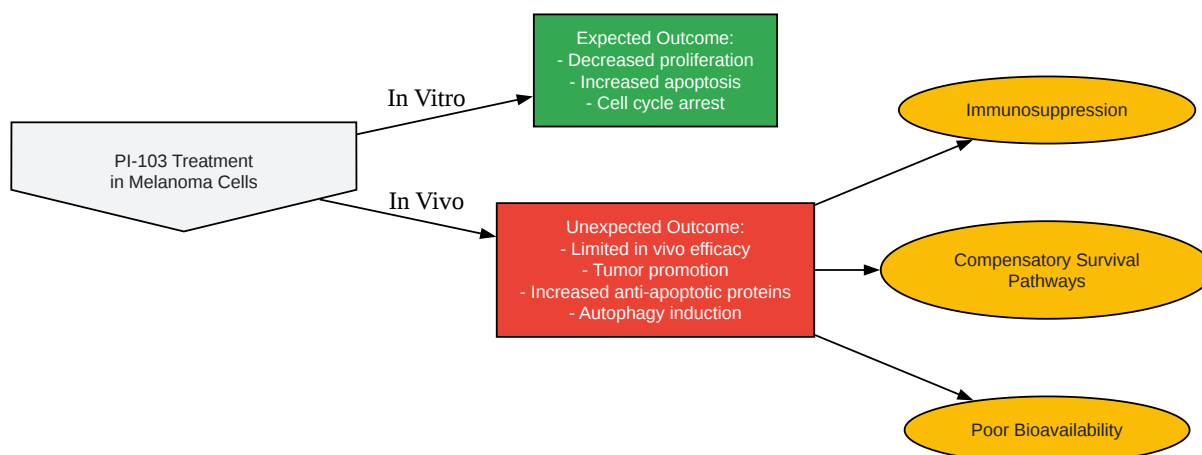 PI-103 Treatment
in Melanoma Cells
In Vitro
In Vivo
Expected Outcome:
- Decreased proliferation
- Increased apoptosis
- Cell cycle arrest
Unexpected Outcome:
- Limited in vivo efficacy
- Tumor promotion
- Increased anti-apoptotic proteins
- Autophagy induction
Immunosuppression
Compensatory Survival
Pathways
Poor Bioavailability